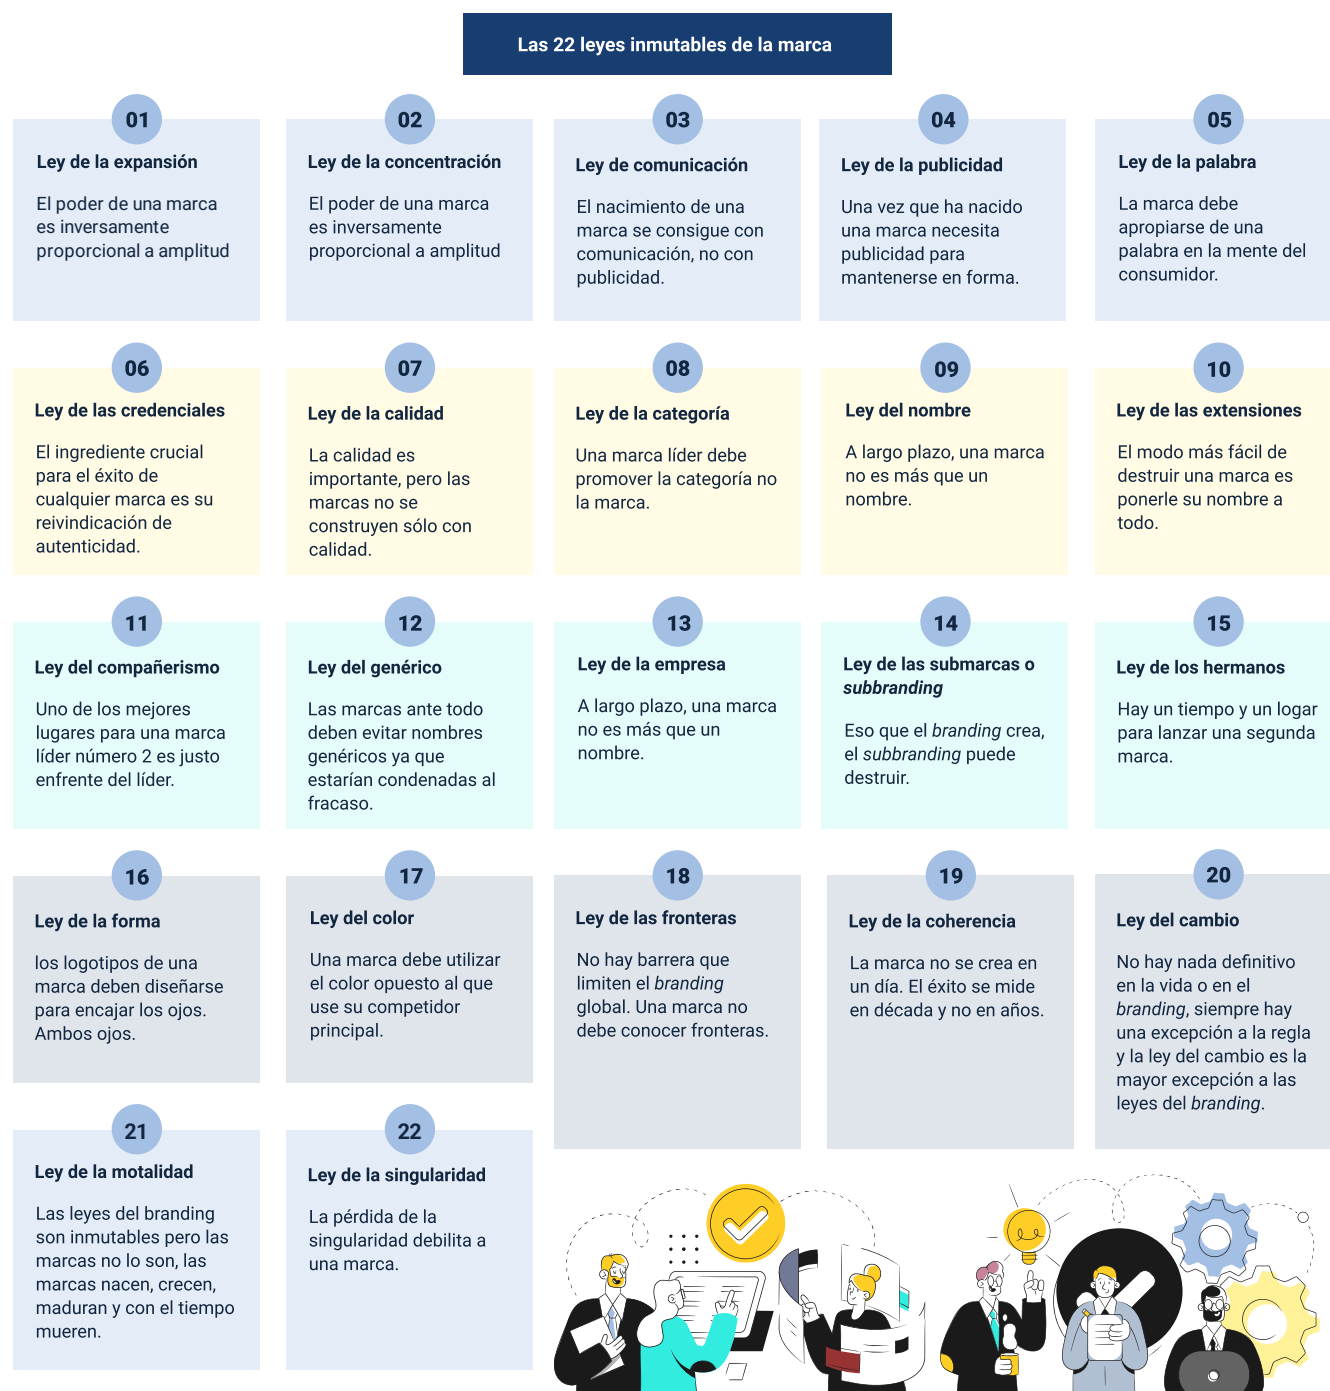 Las 22 leyes inmutables de la marca
01
Ley de la expansión
El poder de una marca
es inversamente
proporcional a amplitud
02
Ley de la concentración
El poder de una marca
es inversamente
proporcional a amplitud
03
Ley de comunicación
El nacimiento de una
marca se consigue con
comunicación, no con
publicidad.
04
Ley de la publicidad
Una vez que ha nacido
una marca necesita
publicidad para
mantenerse en forma.
05
Ley de la palabra
La marca debe
apropiarse de una
palabra en la mente del
consumidor.
06
Ley de las credenciales
El ingrediente crucial
para el éxito de
cualquier marca es su
reivindicación de
autenticidad.
07
Ley de la calidad
La calidad es
importante, pero las
marcas no se
construyen sólo con
calidad.
08
Ley de la categoría
Una marca líder debe
promover la categoría no
la marca.
09
Ley del nombre
A largo plazo, una marca
no es más que un
nombre.
10
Ley de las extensiones
El modo más fácil de
destruir una marca es
ponerle su nombre a
todo.
11
Ley del compañerismo
Uno de los mejores
lugares para una marca
líder número 2 es justo
enfrente del líder.
12
Ley del genérico
Las marcas ante todo
deben evitar nombres
genéricos ya que
estarían condenadas al
fracaso.
13
Ley de la empresa
A largo plazo, una marca
no es más que un
nombre.
14
Ley de las submarcas o
subbranding
Eso que el branding crea,
el subbranding puede
destruir.
15
Ley de los hermanos
Hay un tiempo y un logar
para lanzar una segunda
marca.
16
Ley de la forma
los logotipos de una
marca deben diseñarse
para encajar los ojos.
Ambos ojos.
17
Ley del color
Una marca debe utilizar
el color opuesto al que
use su competidor
principal.
18
Ley de las fronteras
No hay barrera que
limiten el branding
global. Una marca no
debe conocer fronteras.
19
Ley de la coherencia
La marca no se crea en
un día. El éxito se mide
en década y no en años.
20
Ley del cambio
No hay nada definitivo
en la vida o en el
branding, siempre hay
una excepción a la regla
y la ley del cambio es la
mayor excepción a las
leyes del branding.
21
Ley de la motalidad
Las leyes del branding
son inmutables pero las
marcas no lo son, las
marcas nacen, crecen,
maduran y con el tiempo
mueren.
22
Ley de la singularidad
La pérdida de la
singularidad debilita a
una marca.